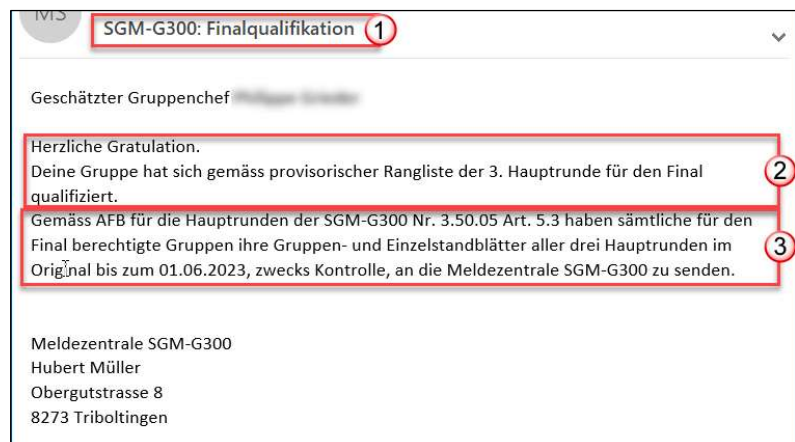 MS
SGM-G300: Finalqualifikation 1
Geschätzter Gruppenchef
Herzliche Gratulation.
Deine Gruppe hat sich gemäss provisorischer Rangliste der 3. Hauptrunde für den Final 2
qualifiziert.
Gemäss AFB für die Hauptrunden der SGM-G300 Nr. 3.50.05 Art. 5.3 haben sämtliche für den
Final berechtigte Gruppen ihre Gruppen- und Einzelstandblätter aller drei Hauptrunden im 3
Original bis zum 01.06.2023, zwecks Kontrolle, an die Meldezentrale SGM-G300 zu senden.
Meldezentrale SGM-G300
Hubert Müller
Obergutstrasse 8
8273 Triboltingen